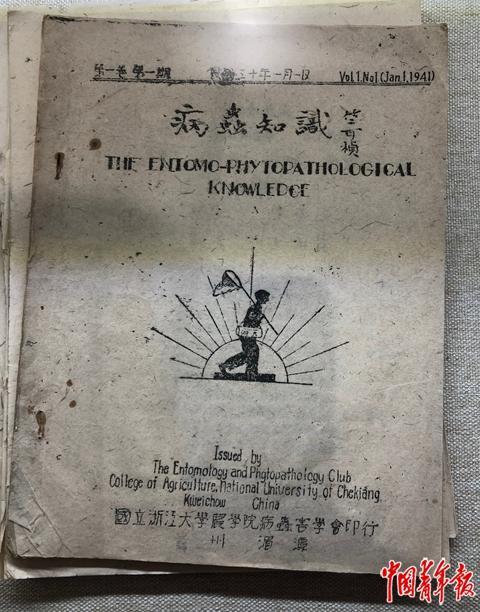 第一卷 第一期 三十年一月一日 Vol.1.No1(Jan.1,1941)
病蟲知識 竺可楨
THE ENTOMO-PHYTOPATHOLOGICAL
KNOWLEDGE
Issued by
The Entomology and Phytopathology Club
College of Agriculture, National University of Chekiang
Kweichow China
國立浙江大學農學院病蟲害學會印行
州 湄潭
中國青年报